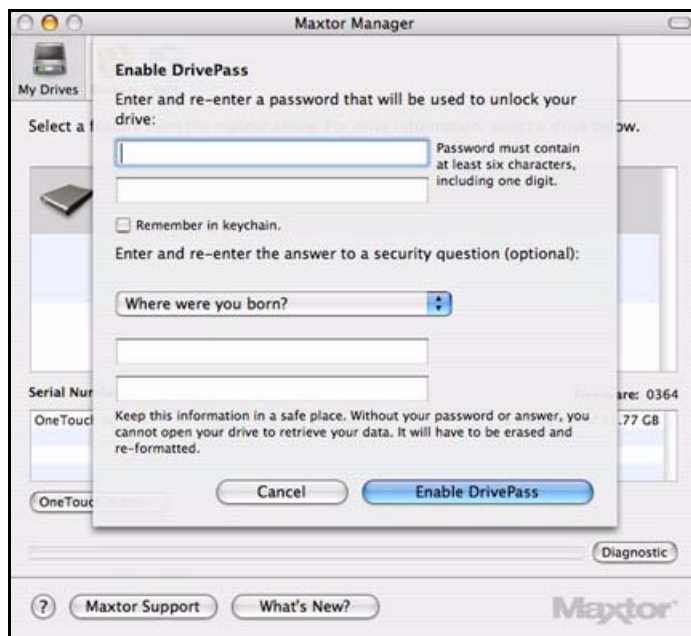 Maxtor Manager
My Drives
Enable DrivePass
Enter and re-enter a password that will be used to unlock your
drive:
Select a
ow.
Password must contain
at least six characters,
including one digit.
Remember in keychain.
Enter and re-enter the answer to a security question (optional):
Where were you born?
Serial Nu
are: 0364
OneTouc
.77 GB
Keep this information in a safe place. Without your password or answer, you
cannot open your drive to retrieve your data. It will have to be erased and
re-formatted.
Cancel
Enable DrivePass
OneTouc
Diagnostic
?
Maxtor Support
What's New?
Maxtor